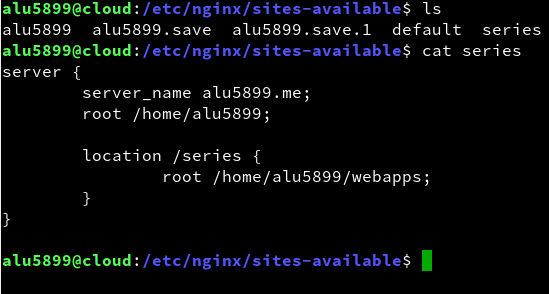 alu5899@cloud:/etc/nginx/sites-available$ ls
alu5899  alu5899.save  alu5899.save.1  default  series
alu5899@cloud:/etc/nginx/sites-available$ cat series
server {
        server_name alu5899.me;
        root /home/alu5899;

        location /series {
                root /home/alu5899/webapps;
        }
}

alu5899@cloud:/etc/nginx/sites-available$